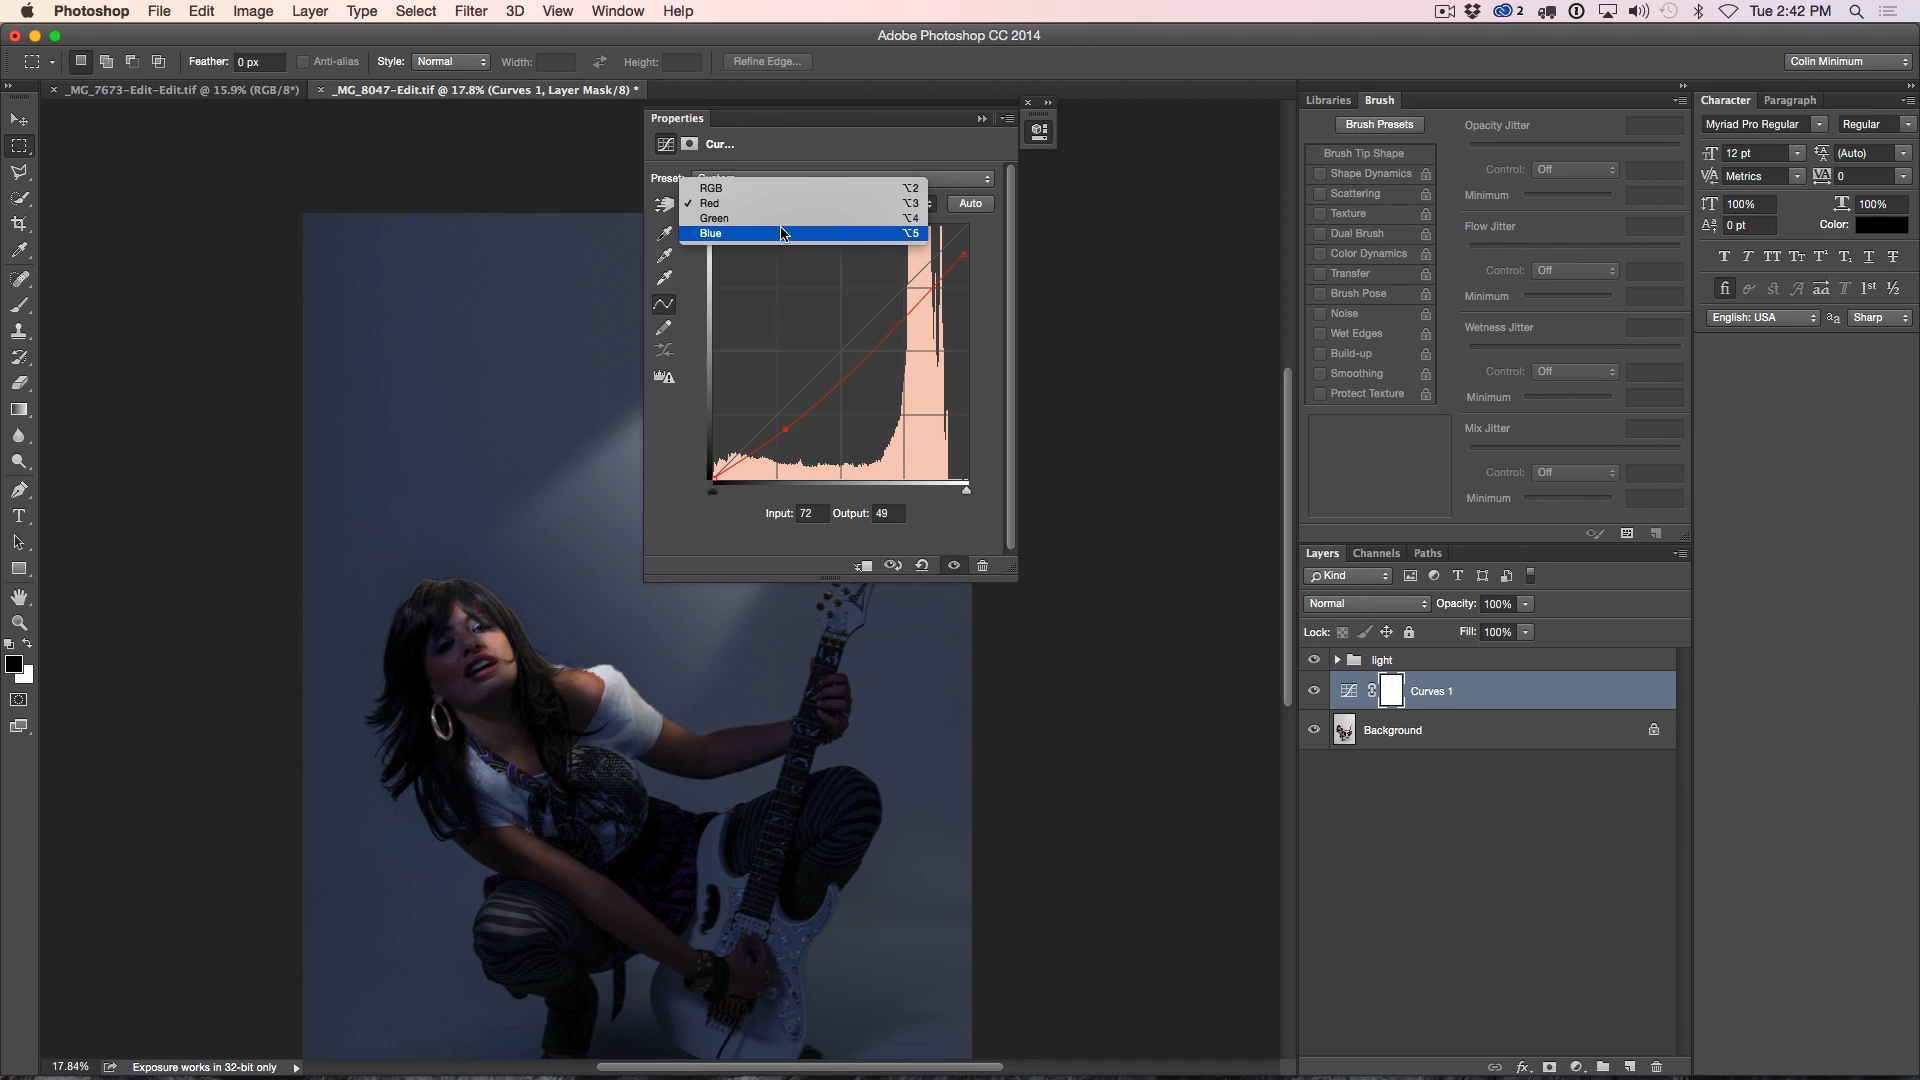 Photoshop File Edit Image Layer Type Select Filter 3D View Window Help 2 Tue 2:42 PM
Adobe Photoshop CC 2014
Feather: 0 px Anti-alias Style: Normal Width: Height: Refine Edge... Colin Minimum
_MG_7673-Edit-Edit.tif @ 15.9% (RGB/8*) _MG_8047-Edit.tif @ 17.8% (Curves 1, Layer Mask/8) *
Properties
Cur...
RGB ⌥2
Red ⌥3
Green ⌥4
Blue ⌥5
Auto
Input: 72 Output: 49
Libraries Brush
Brush Presets
Brush Tip Shape
Shape Dynamics
Scattering
Texture
Dual Brush
Color Dynamics
Transfer
Brush Pose
Noise
Wet Edges
Build-up
Smoothing
Protect Texture
Opacity Jitter
Control: Off
Minimum
Flow Jitter
Control: Off
Minimum
Wetness Jitter
Control: Off
Minimum
Mix Jitter
Control: Off
Minimum
Character Paragraph
Myriad Pro Regular Regular
12 pt (Auto)
Metrics 0
100% 100%
0 pt Color:
English: USA Sharp
Layers Channels Paths
Kind
Normal Opacity: 100%
Lock: Fill: 100%
light
Curves 1
Background
17.84% Exposure works in 32-bit only